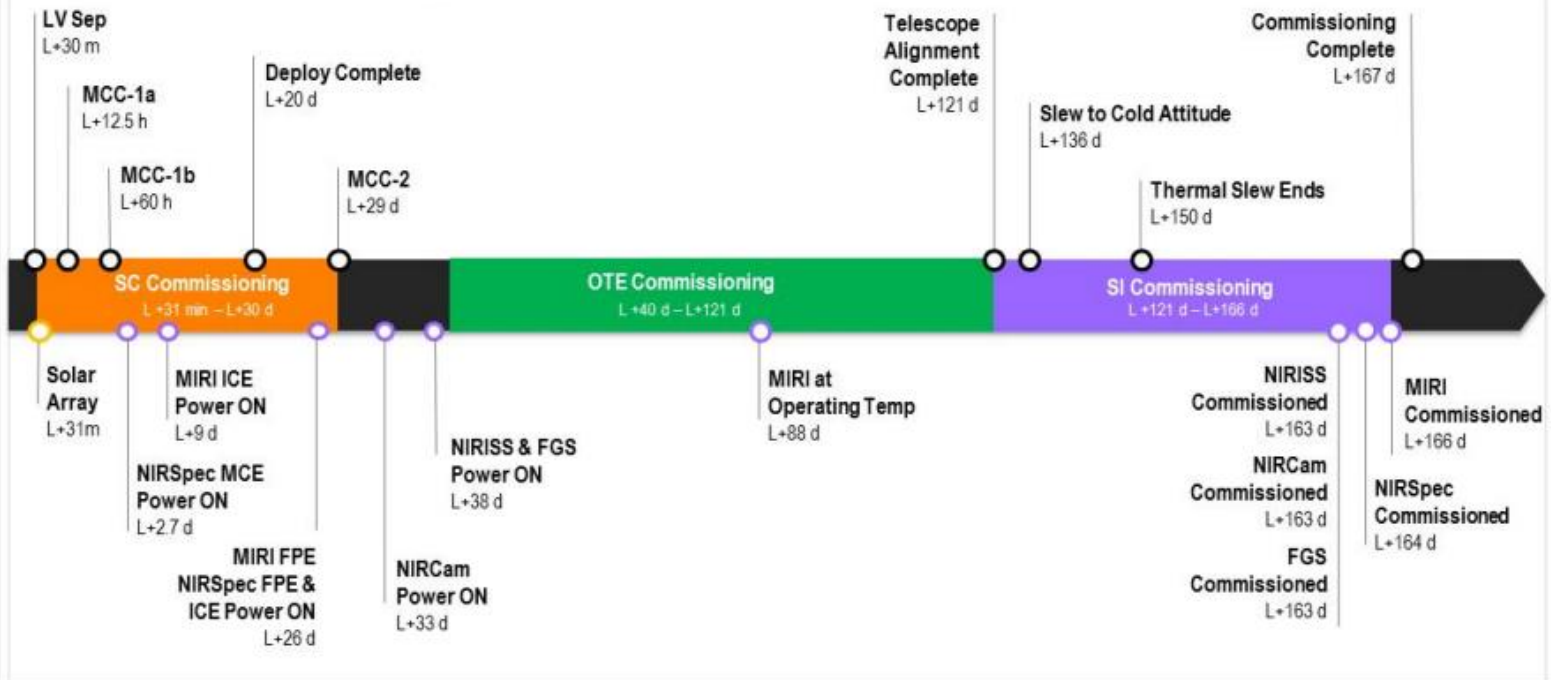 LV Sep
L+30 m
MCC-1a
L+12.5 h
MCC-1b
L+60 h
Deploy Complete
L+20 d
MCC-2
L+29 d
Telescope
Alignment
Complete
L+121 d
Slew to Cold Attitude
L+136 d
Thermal Slew Ends
L+150 d
Commissioning
Complete
L+167 d
SC Commissioning
L +31 min – L+30 d
OTE Commissioning
L +40 d – L+121 d
SI Commissioning
L +121 d – L+166 d
Solar
Array
L+31m
NIRSpec MCE
Power ON
L+2.7 d
MIRI ICE
Power ON
L+9 d
MIRI FPE
NIRSpec FPE &
ICE Power ON
L+26 d
NIRCam
Power ON
L+33 d
NIRISS & FGS
Power ON
L+38 d
MIRI at
Operating Temp
L+88 d
NIRISS
Commissioned
L+163 d
NIRCam
Commissioned
L+163 d
FGS
Commissioned
L+163 d
NIRSpec
Commissioned
L+164 d
MIRI
Commissioned
L+166 d